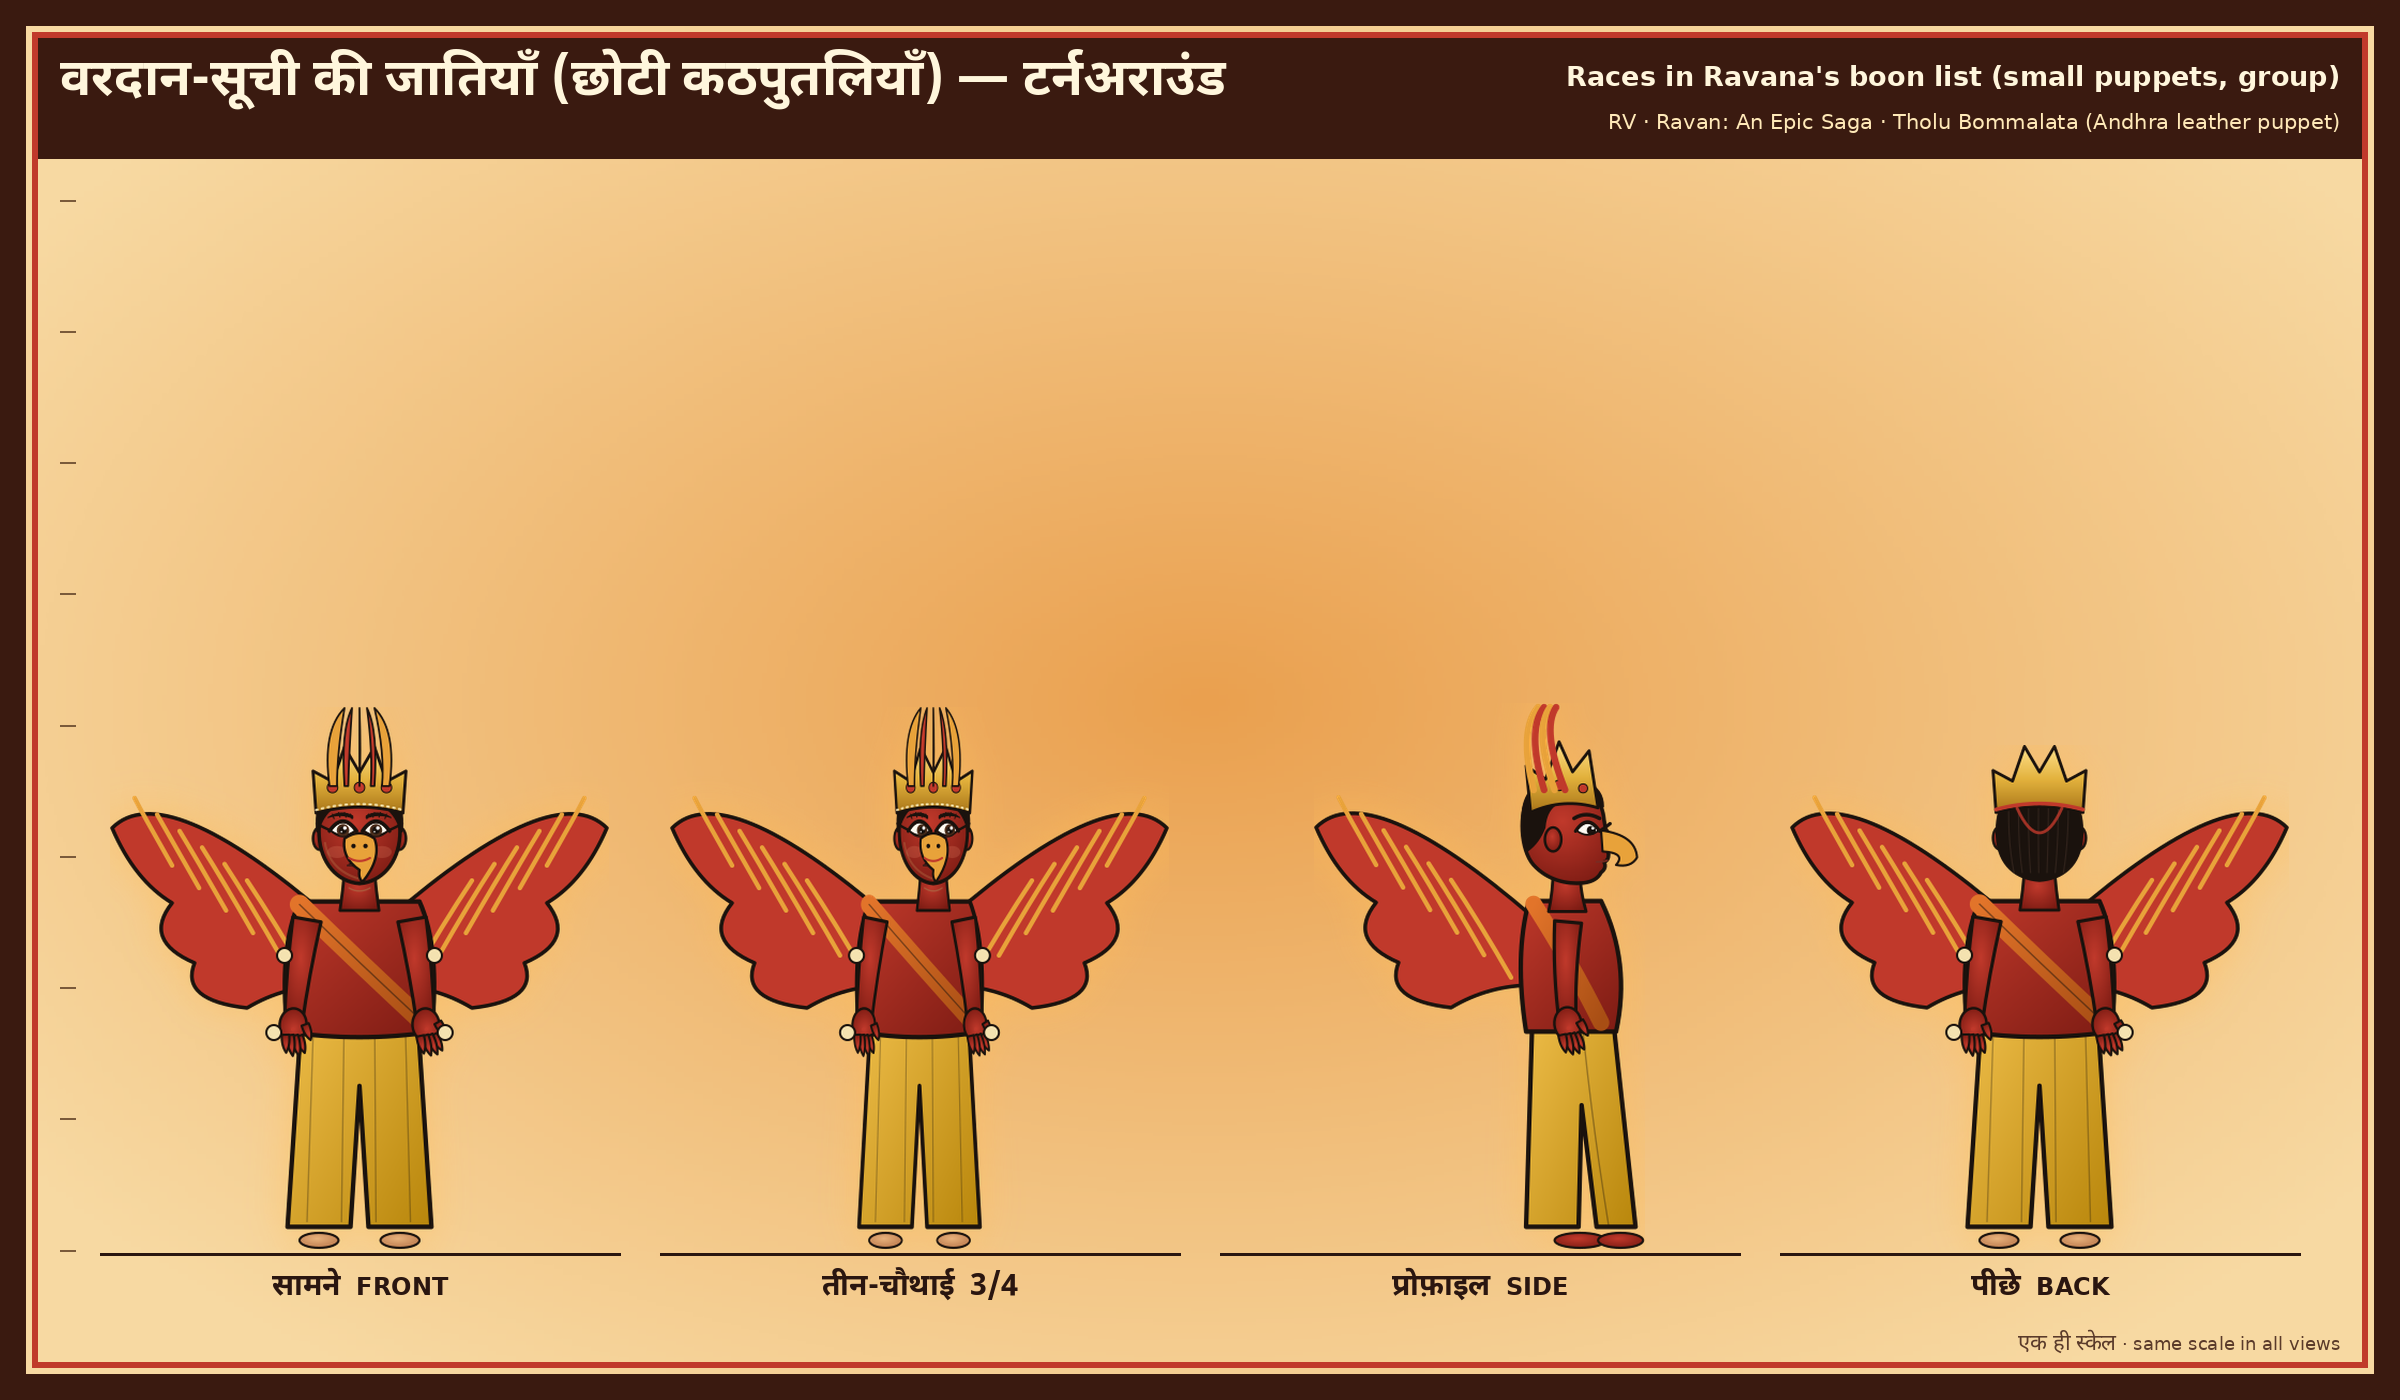 वरदान-सूची की जातियाँ (छोटी कठपुतलियाँ) — टर्नअराउंड
Races in Ravana's boon list (small puppets, group)
RV · Ravan: An Epic Saga · Tholu Bommalata (Andhra leather puppet)
सामने FRONT
तीन-चौथाई 3/4
प्रोफ़ाइल SIDE
पीछे BACK
एक ही स्केल · same scale in all views